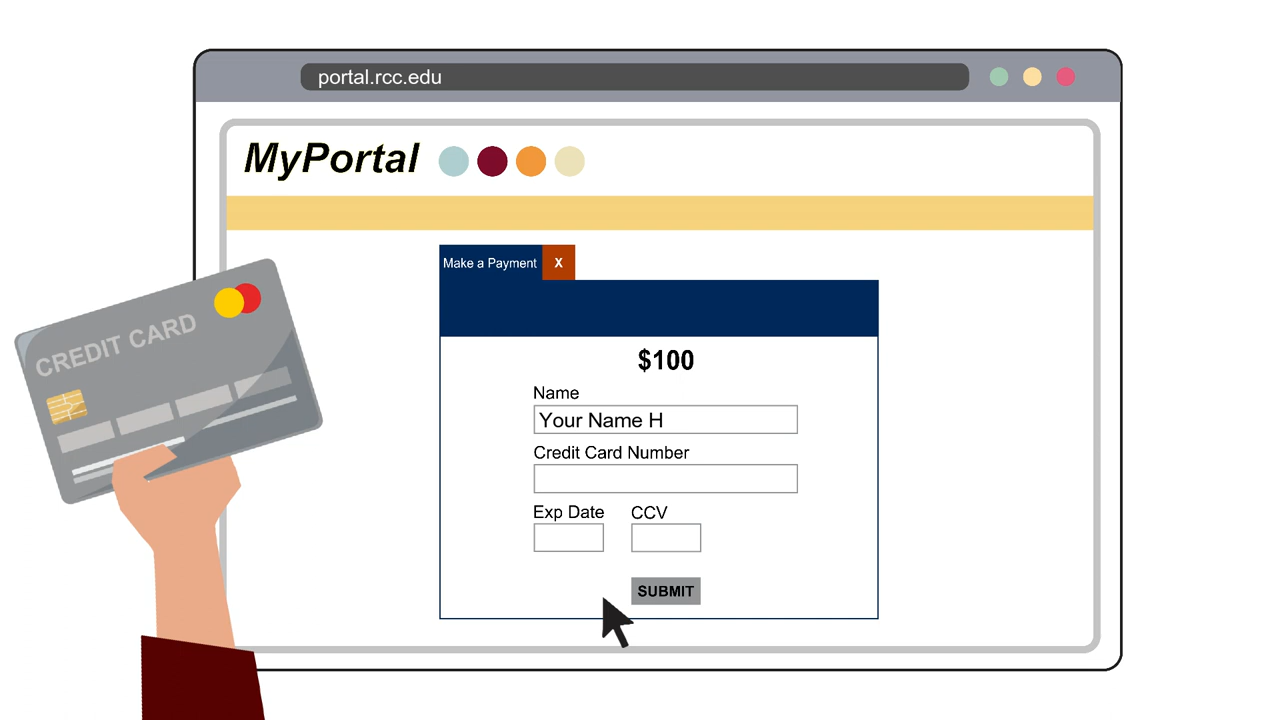 portal.rcc.edu
MyPortal
Make a Payment X
CREDIT CARD
$100
Name
Your Name H
Credit Card Number
Exp Date CCV
SUBMIT